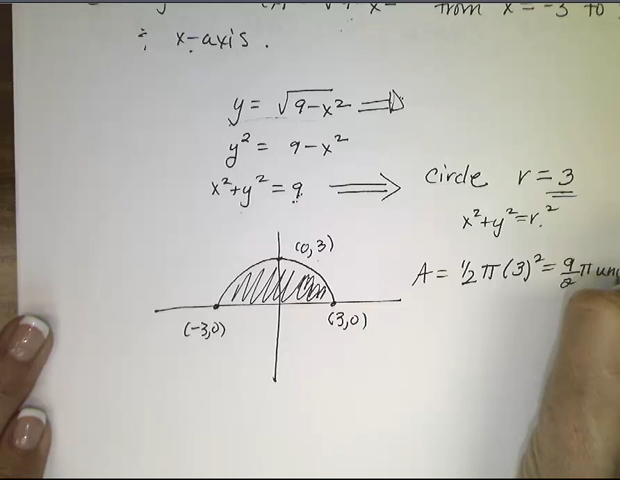 from x = -3 to
x-axis.
y = √9-x² ⇒
y² = 9-x²
x²+y² = 9 ⇒ circle r = 3
x²+y²=r.²
(0,3)
A = ½π(3)² = 9/2 π
(-3,0)
(3,0)